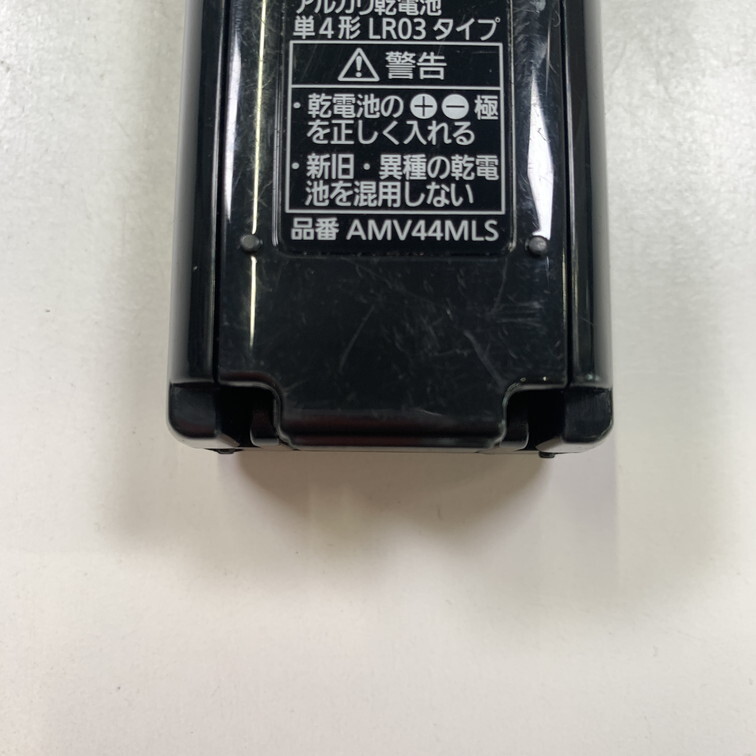 アルカリ乾電池
単4形 LR03 タイプ
警告
・乾電池の⊕⊖極
を正しく入れる
・新旧・異種の乾電
池を混用しない
品番 AMV44MLS